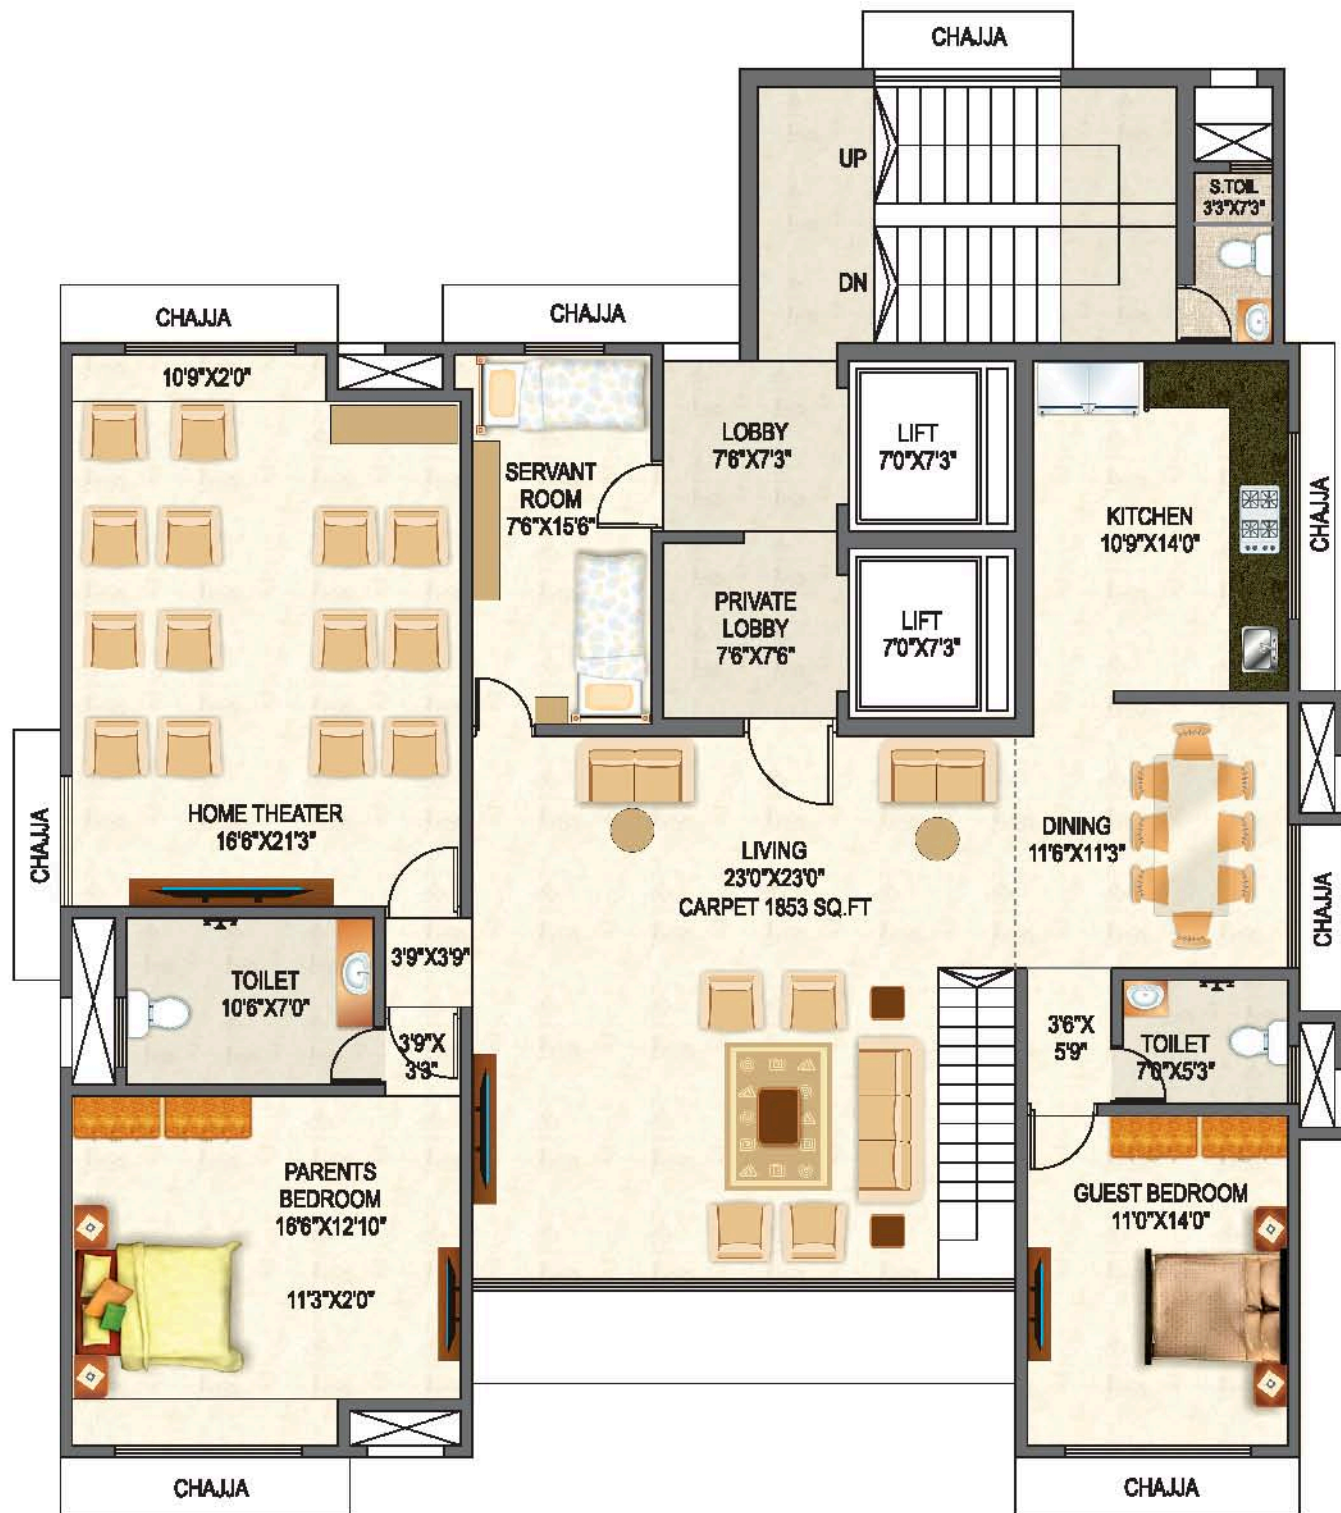 CHAJJA
UP
S.TOIL
3'3"X7'3"
DN
CHAJJA
CHAJJA
10'9"X2'0"
LOBBY
7'6"X7'3"
LIFT
7'0"X7'3"
SERVANT
ROOM
7'6"X15'6"
KITCHEN
10'9"X14'0"
CHAJJA
PRIVATE
LOBBY
7'6"X7'6"
LIFT
7'0"X7'3"
HOME THEATER
16'6"X21'3"
CHAJJA
LIVING
23'0"X23'0"
CARPET 1853 SQ.FT
DINING
11'6"X11'3"
CHAJJA
3'9"X3'9"
TOILET
10'6"X7'0"
3'9"X
3'3"
3'6"X
5'9"
TOILET
7'0"X5'3"
PARENTS
BEDROOM
16'6"X12'10"
11'3"X2'0"
GUEST BEDROOM
11'0"X14'0"
CHAJJA
CHAJJA